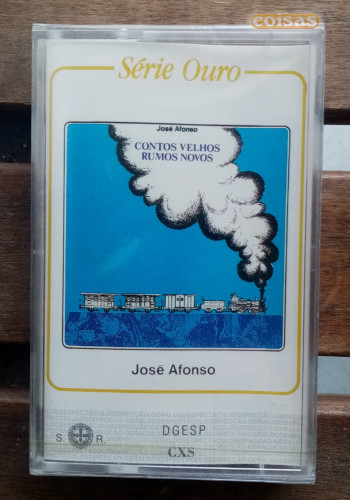 coisas
Série Ouro
José Afonso
CONTOS VELHOS
RUMOS NOVOS
José Afonso
S. R.
DGESP
CXS